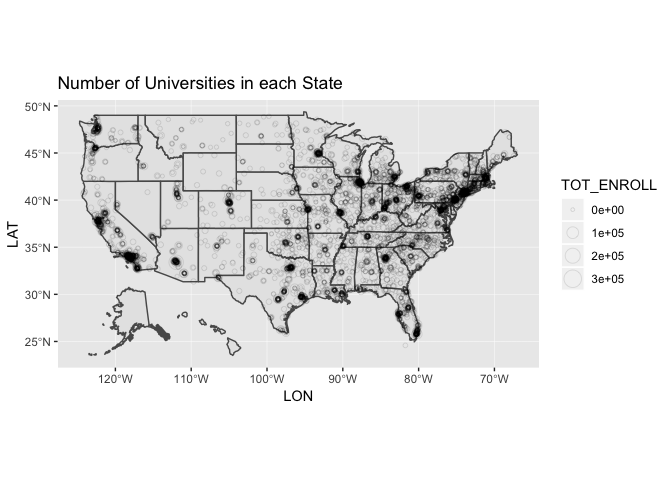 Number of Universities in each State
50°N
45°N
40°N
35°N
30°N
25°N
LAT
120°W 110°W 100°W 90°W 80°W 70°W
LON
TOT_ENROLL
0e+00
1e+05
2e+05
3e+05